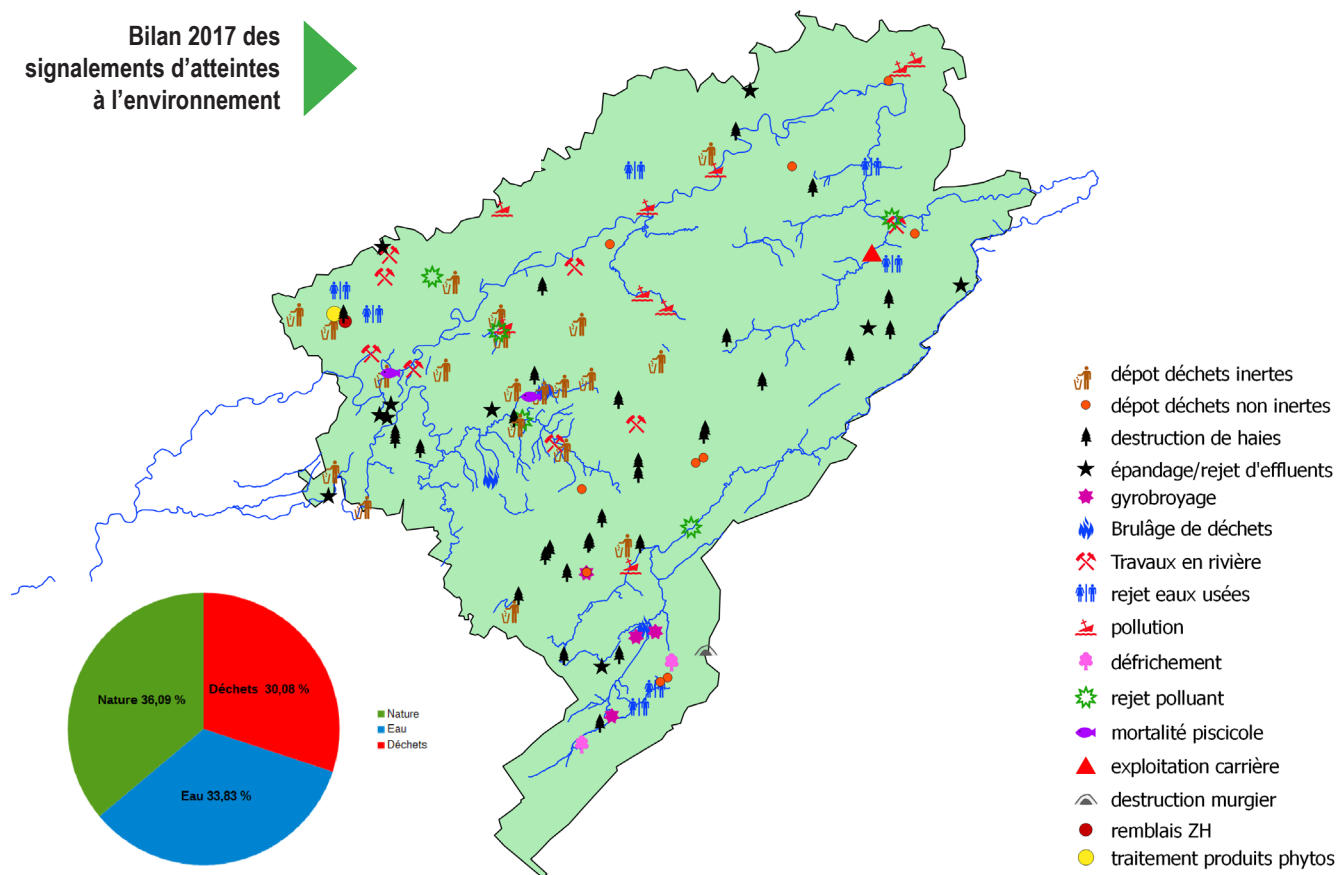 Bilan 2017 des
signalements d'atteintes
à l'environnement
dépot déchets inertes
dépot déchets non inertes
destruction de haies
épandage/rejet d'effluents
gyrobroyage
Brulâge de déchets
Travaux en rivière
rejet eaux usées
pollution
défrichement
rejet polluant
mortalité piscicole
exploitation carrière
destruction murgier
remblais ZH
traitement produits phytos
Nature 36,09 %
Déchets 30,08 %
Eau 33,83 %
Nature
Eau
Déchets